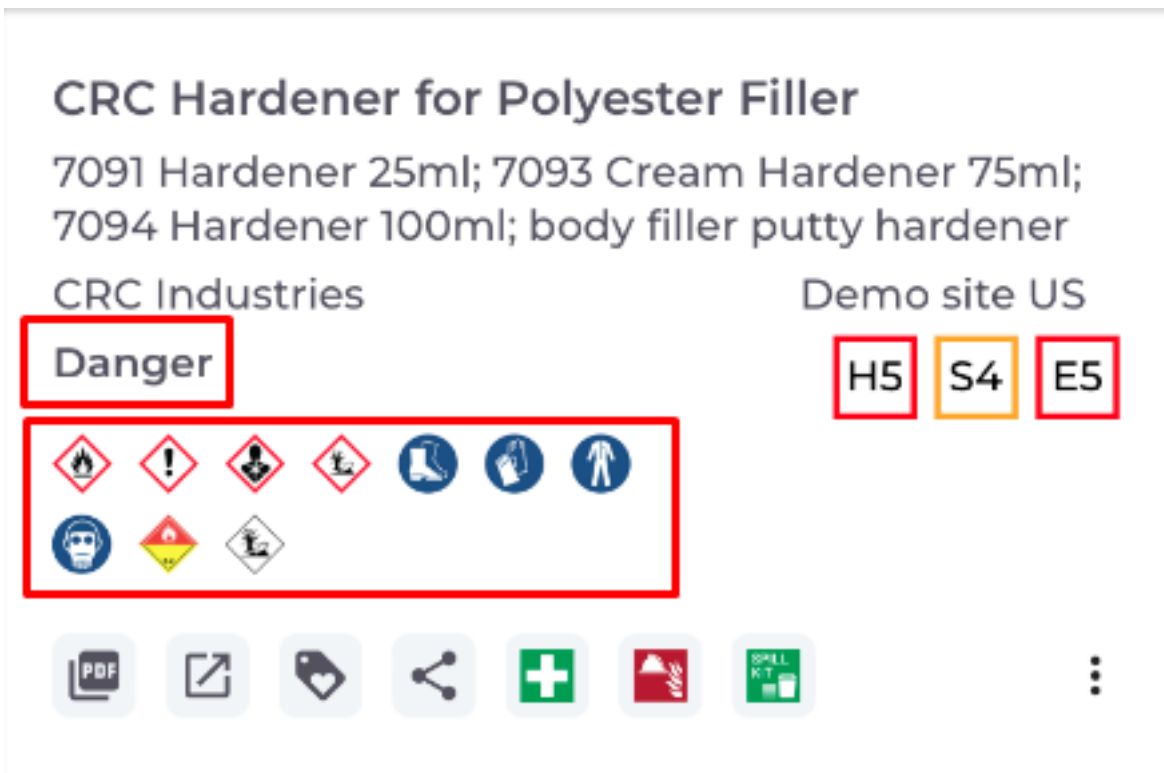 CRC Hardener for Polyester Filler
7091 Hardener 25ml; 7093 Cream Hardener 75ml;
7094 Hardener 100ml; body filler putty hardener
CRC Industries Demo site US
Danger H5 S4 E5
PDF
SPILL
KIT